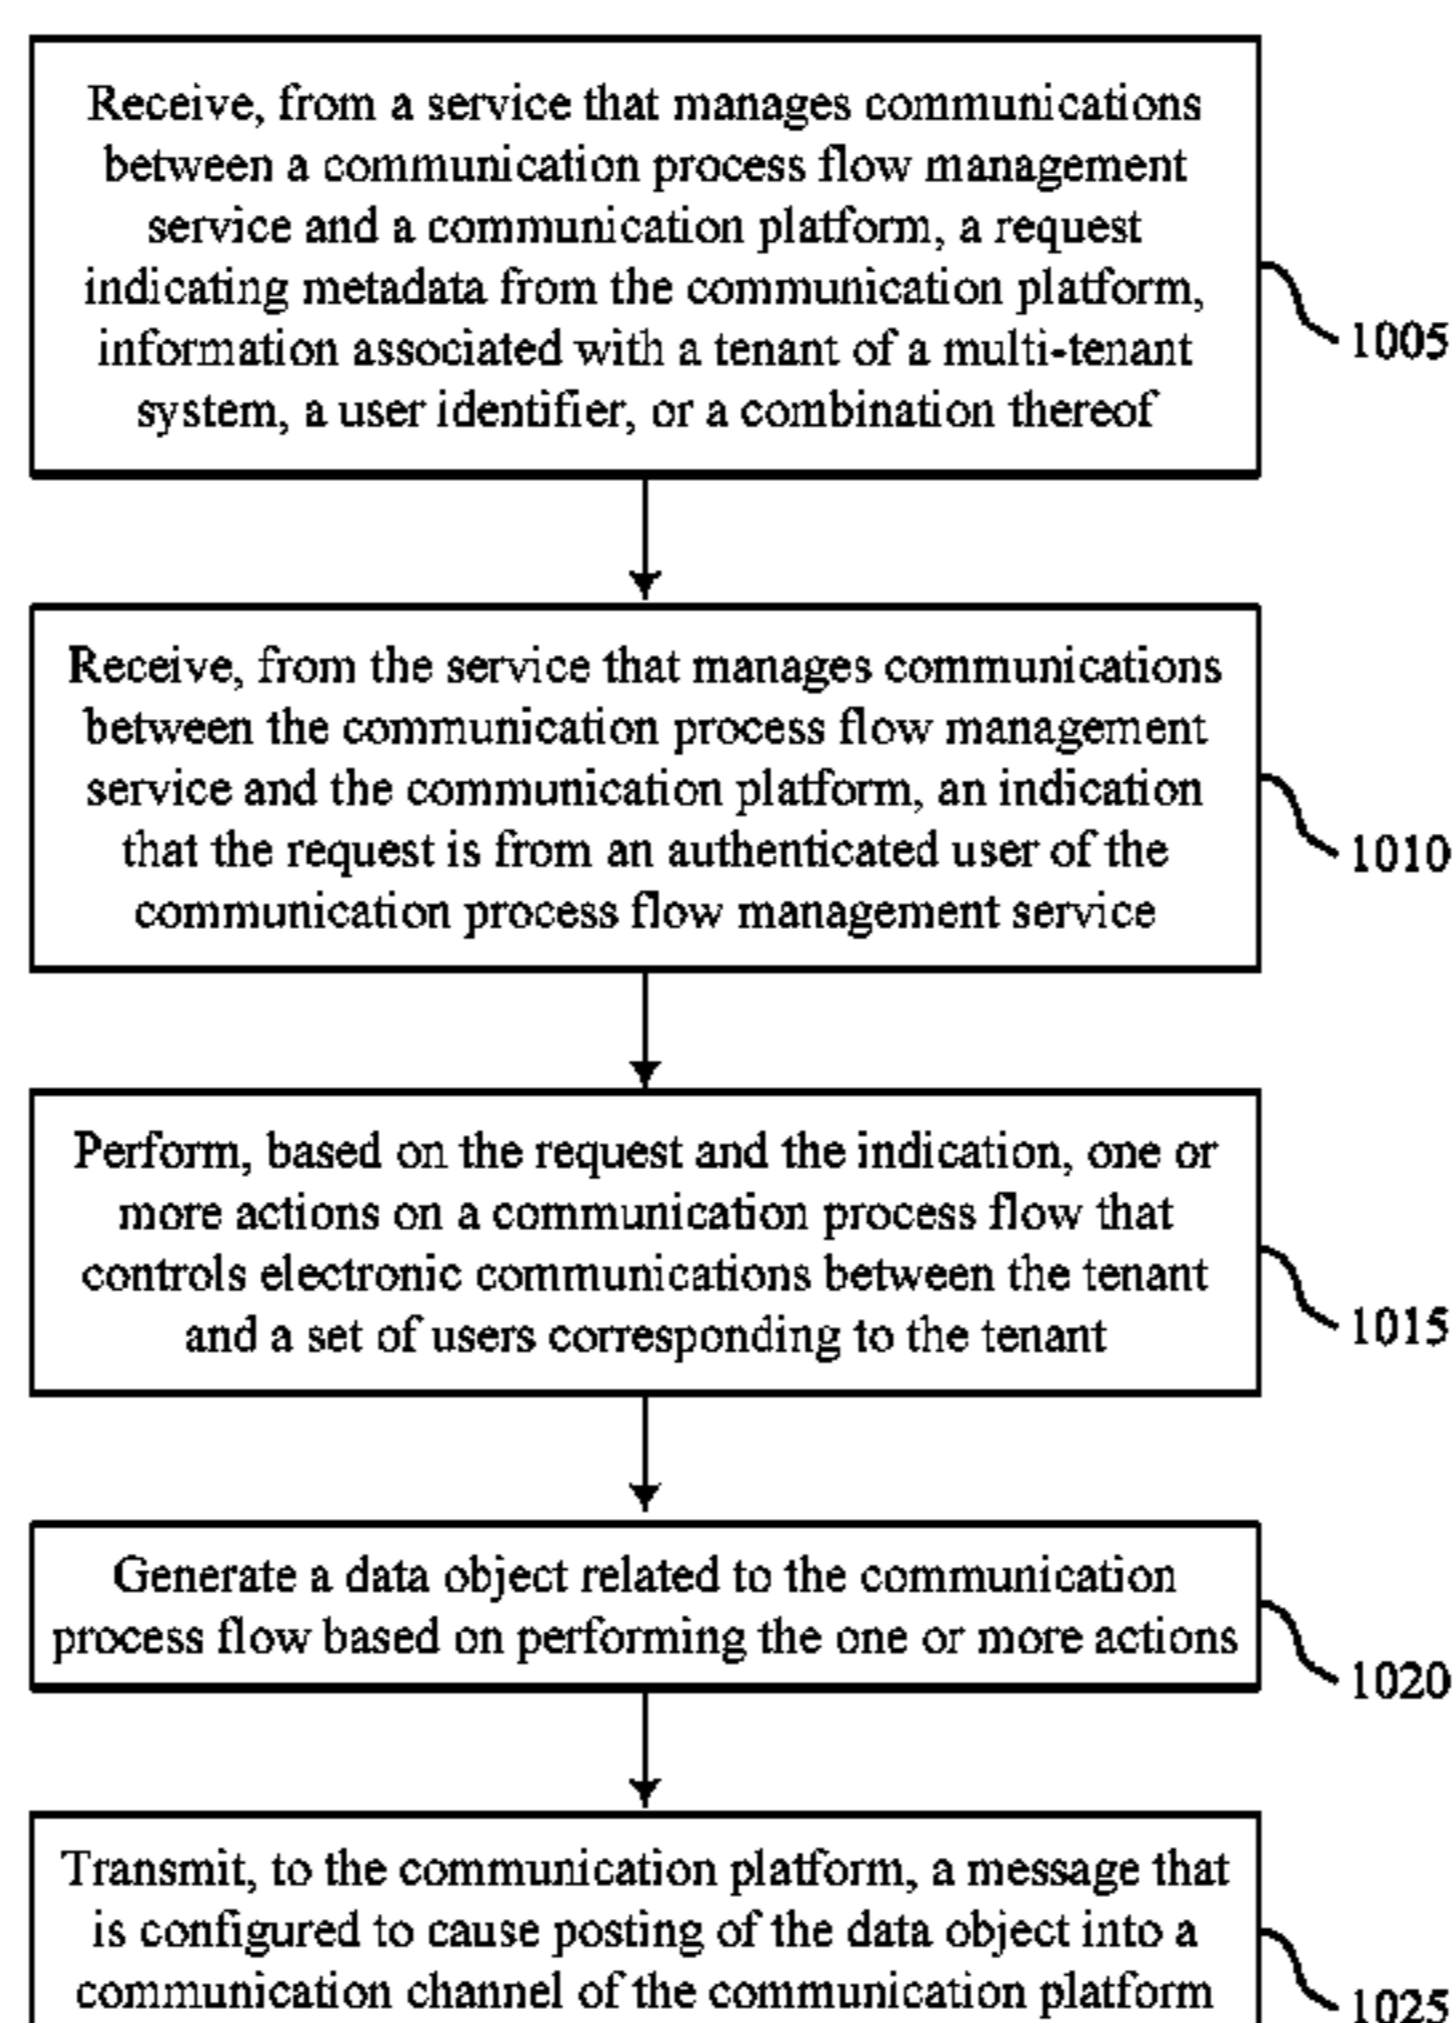 Receive, from a service that manages communications
between a communication process flow management
service and a communication platform, a request
indicating metadata from the communication platform,
information associated with a tenant of a multi-tenant
system, a user identifier, or a combination thereof
1005
Receive, from the service that manages communications
between the communication process flow management
service and the communication platform, an indication
that the request is from an authenticated user of the
communication process flow management service
1010
Perform, based on the request and the indication, one or
more actions on a communication process flow that
controls electronic communications between the tenant
and a set of users corresponding to the tenant
1015
Generate a data object related to the communication
process flow based on performing the one or more actions
1020
Transmit, to the communication platform, a message that
is configured to cause posting of the data object into a
communication channel of the communication platform
1025